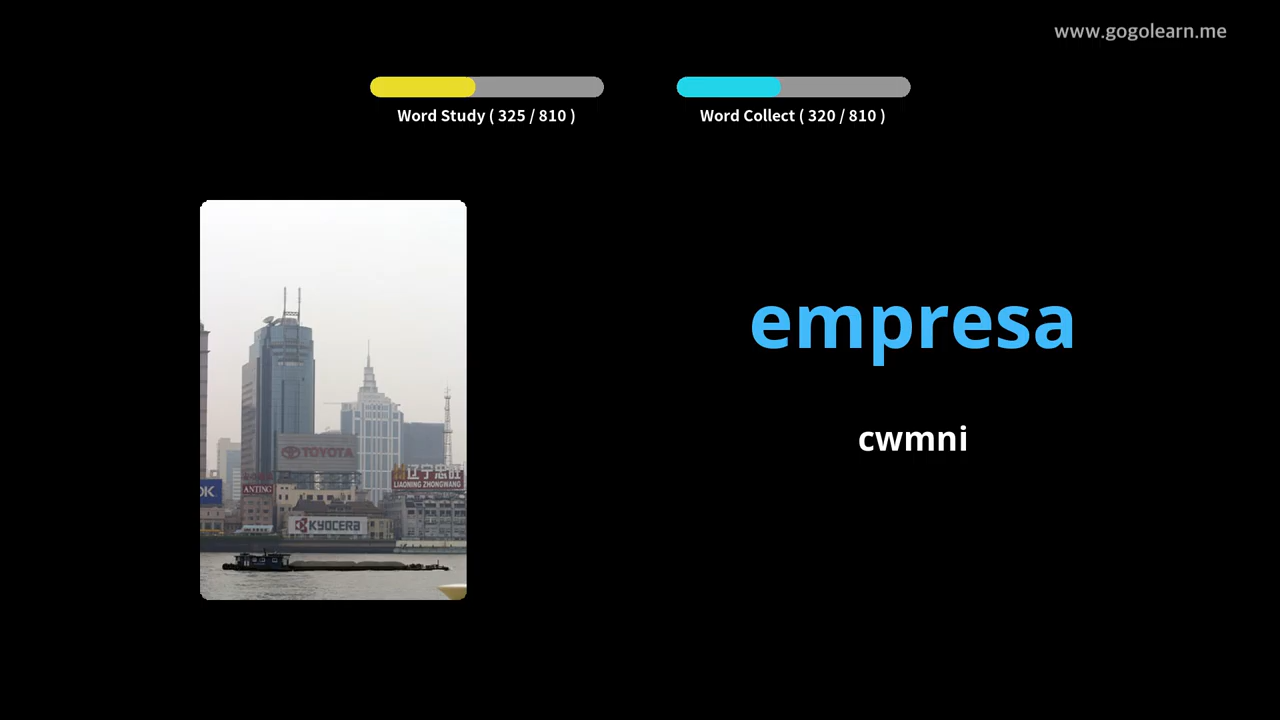 www.gogolearn.me
Word Study ( 325 / 810 )
Word Collect ( 320 / 810 )
empresa
cwmni
TOYOTA
辽宁忠旺
LIAONING ZHONGWANG
OK
ANTING
KYOCERA